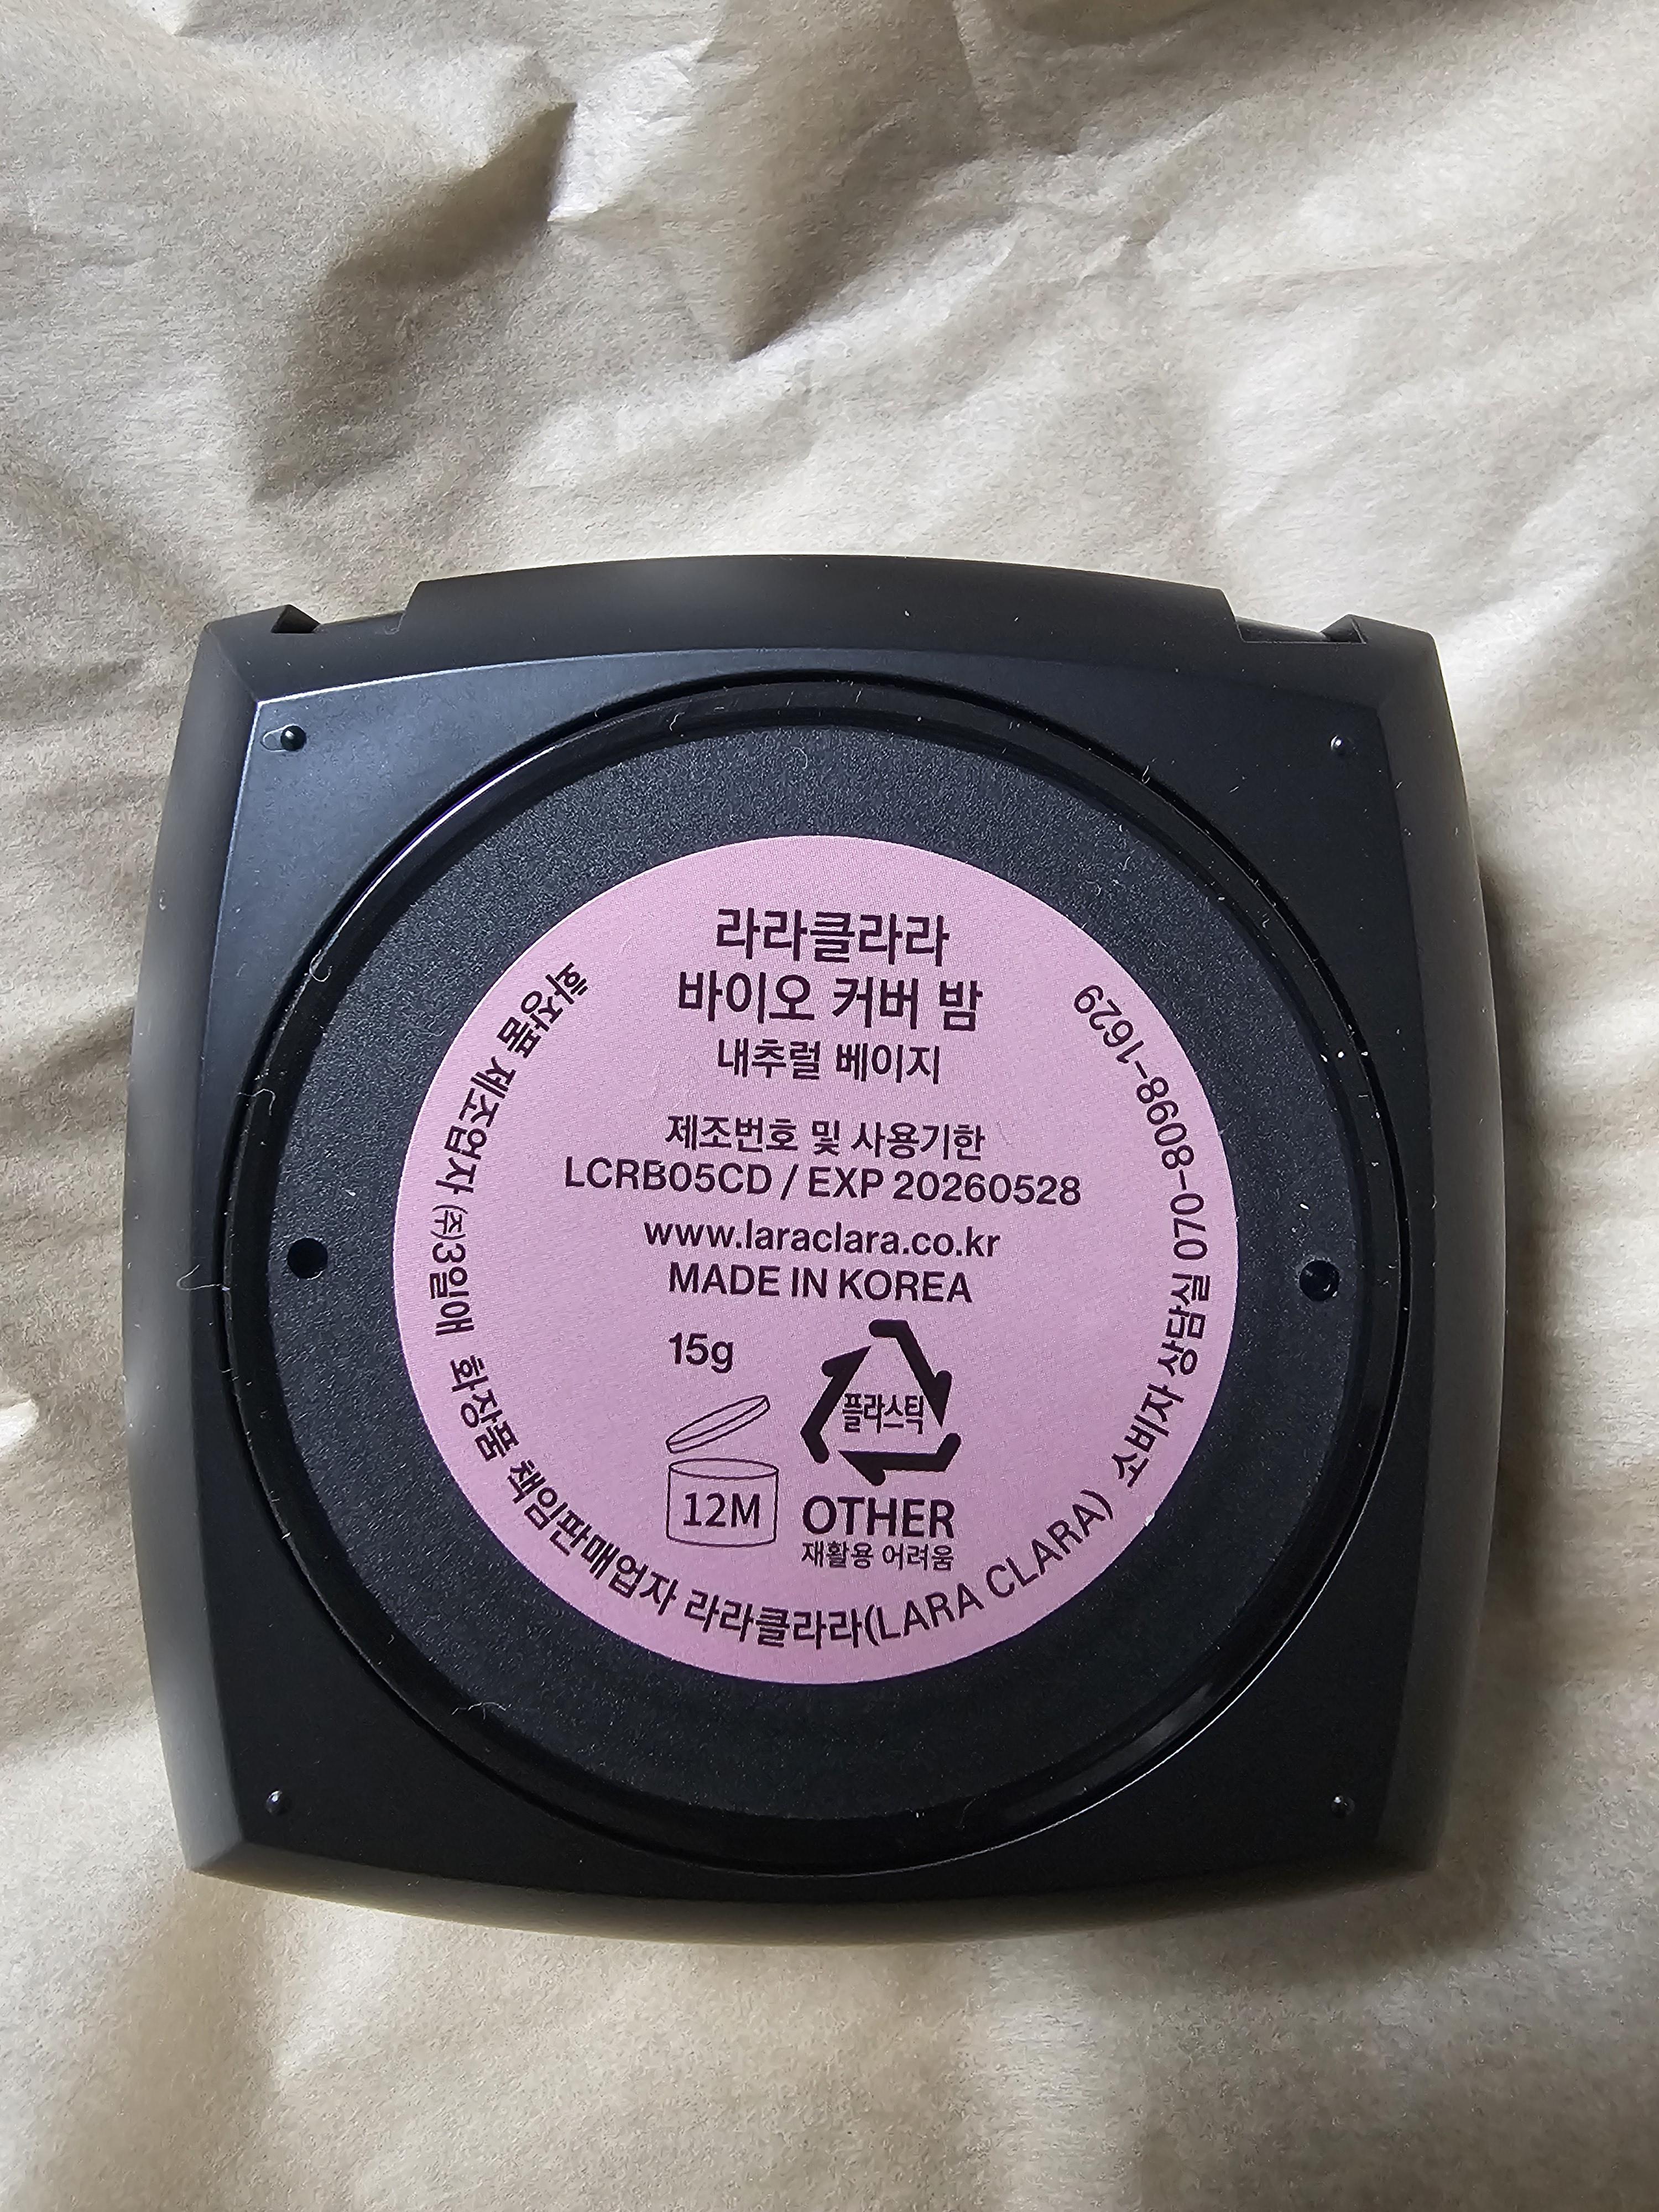 라라클라라
바이오 커버 밤
내추럴 베이지
제조번호 및 사용기한
LCRB05CD / EXP 20260528
www.laraclara.co.kr
MADE IN KOREA
15g
플라스틱
12M
OTHER
재활용 어려움
화장품 제조업자 ㈜3일애 화장품 책임판매업자 라라클라라(LARA CLARA) 소비자 상담실 070-8098-1629